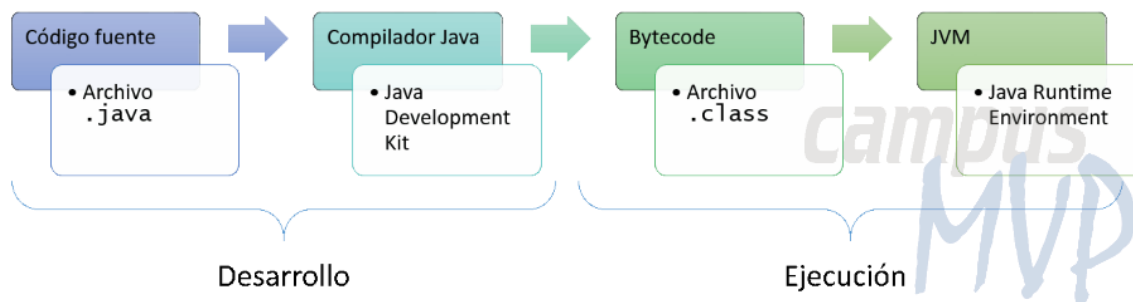 Código fuente
• Archivo
.java
Compilador Java
• Java
Development
Kit
Bytecode
• Archivo
.class
JVM
• Java Runtime
Environment
campus
MVP
Desarrollo
Ejecución